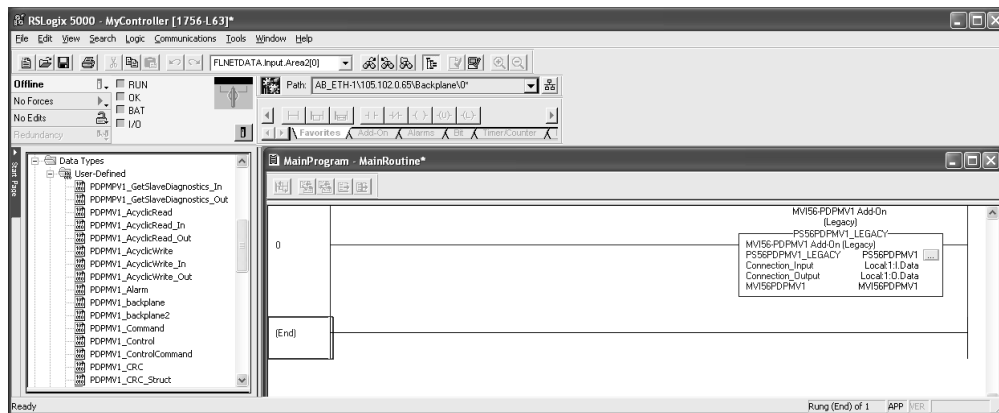 RSLogix 5000 - MyController [1756-L63]*
File Edit View Search Logic Communications Tools Window Help
FLNETDATA.Input.Area2[0]
Offline
RUN
No Forces
OK
No Edits
BAT
Redundancy
I/O
Path: AB_ETH-1\105.102.0.65\Backplane\0*
Favorites Add-On Alarms Bit Timer/Counter
Start Page
Data Types
User-Defined
PDPMPV1_GetSlaveDiagnostics_In
PDPMPV1_GetSlaveDiagnostics_Out
PDPMV1_AcyclicRead
PDPMV1_AcyclicRead_In
PDPMV1_AcyclicRead_Out
PDPMV1_AcyclicWrite
PDPMV1_AcyclicWrite_In
PDPMV1_AcyclicWrite_Out
PDPMV1_Alarm
PDPMV1_backplane
PDPMV1_backplane2
PDPMV1_Command
PDPMV1_Control
PDPMV1_ControlCommand
PDPMV1_CRC
PDPMV1_CRC_Struct
MainProgram - MainRoutine*
0
MVI56-PDPMV1 Add-On
(Legacy)
PS56PDPMV1_LEGACY
MVI56-PDPMV1 Add-On (Legacy)
PS56PDPMV1_LEGACY PS56PDPMV1 ...
Connection_Input Local:1:I.Data
Connection_Output Local:1:O.Data
MVI56PDPMV1 MVI56PDPMV1
(End)
Ready
Rung (End) of 1 APP VER